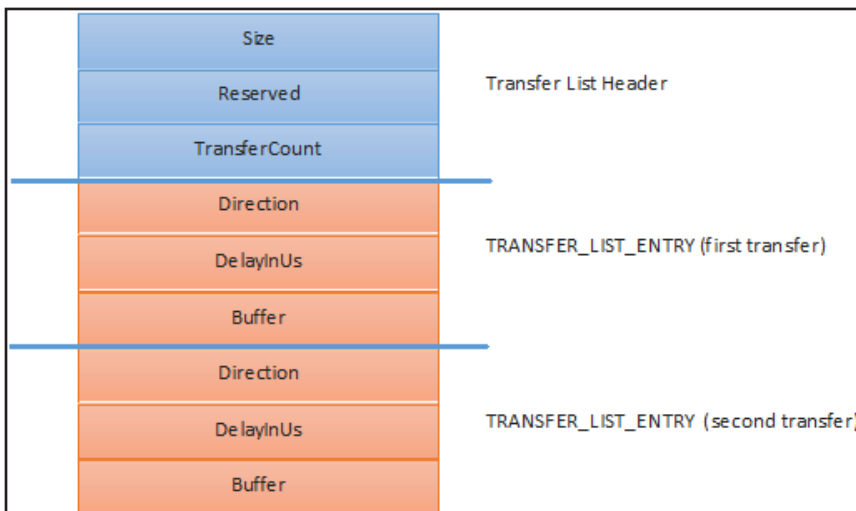 Size
Reserved
TransferCount
Transfer List Header
Direction
DelayInUs
Buffer
TRANSFER_LIST_ENTRY (first transfer)
Direction
DelayInUs
Buffer
TRANSFER_LIST_ENTRY (second transfer)